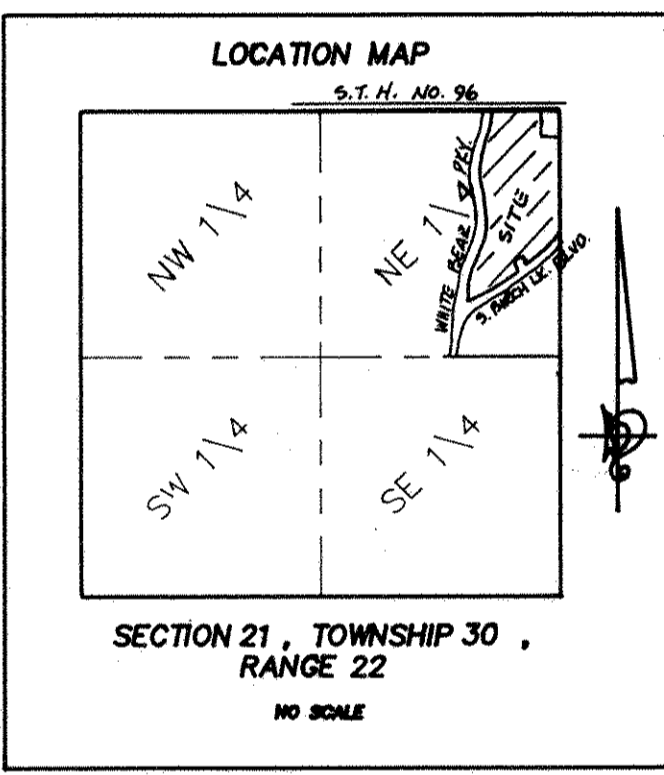 LOCATION MAP
S.T. H. NO. 96
NW 1/4
NE 1/4
WHITE BEAR PKY.
SITE
S. BIRCH LK. BLVD.
SW 1/4
SE 1/4
SECTION 21 , TOWNSHIP 30 ,
RANGE 22
NO SCALE